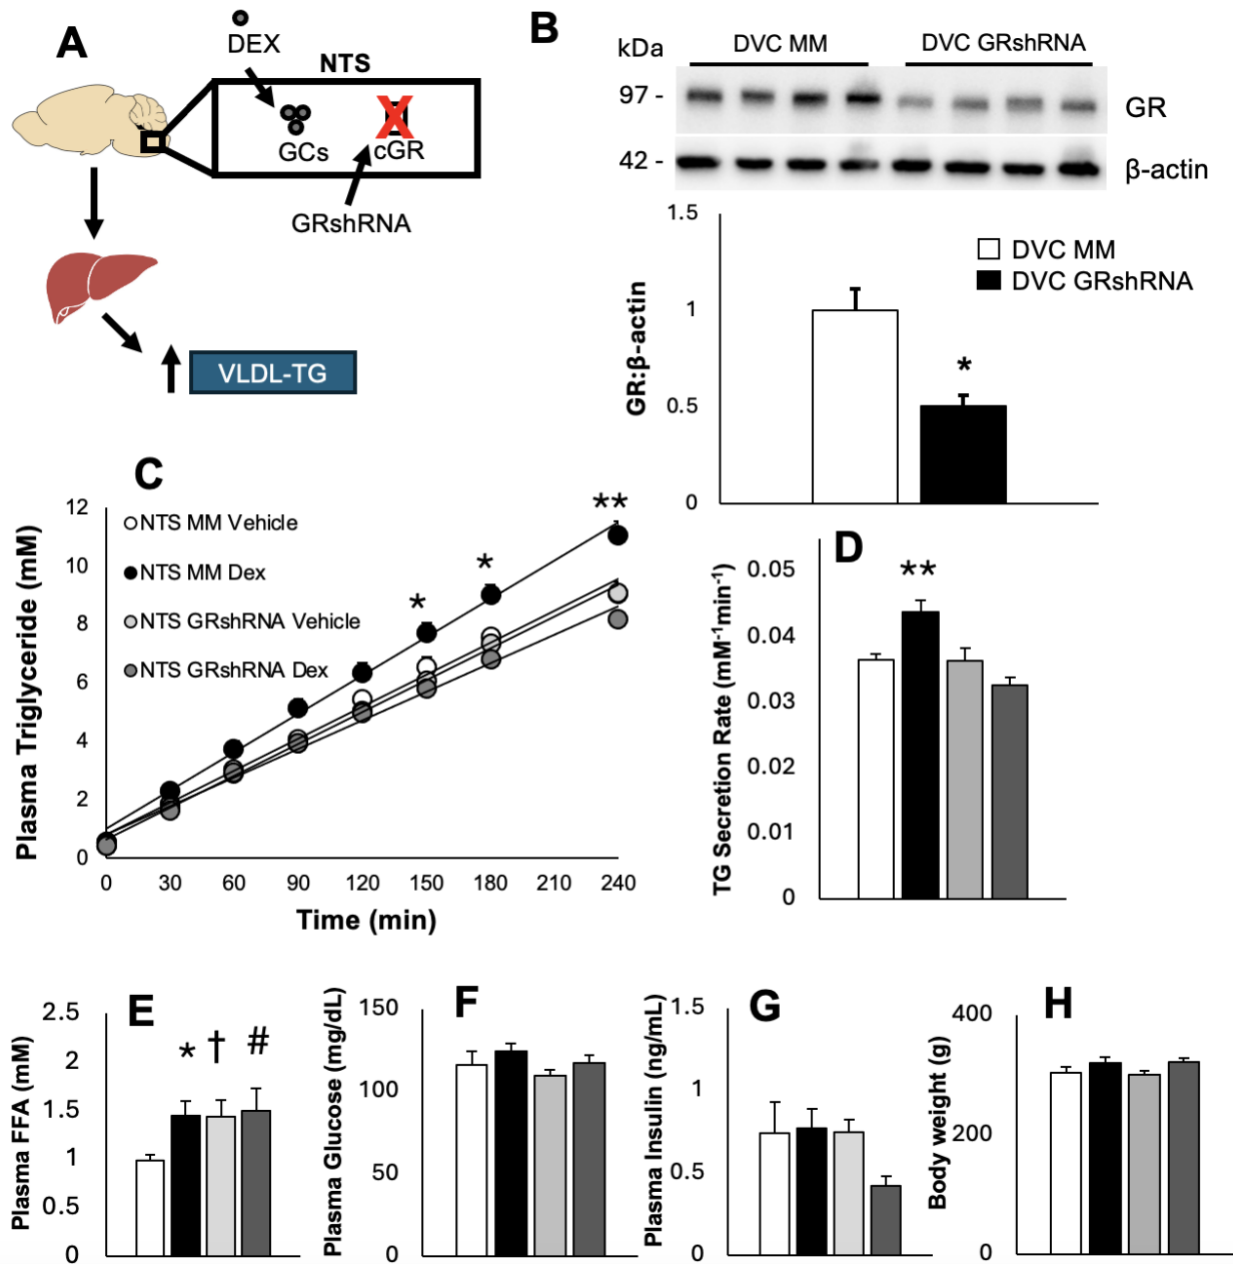 A
DEX
NTS
GCs
cGR
GRshRNA
VLDL-TG
B
kDa
DVC MM
DVC GRshRNA
97 -
GR
42 -
β-actin
1.5
1
0.5
0
GR:β-actin
DVC MM
DVC GRshRNA
*
C
Plasma Triglyceride (mM)
12
10
8
6
4
2
0
NTS MM Vehicle
NTS MM Dex
NTS GRshRNA Vehicle
NTS GRshRNA Dex
*
*
**
0 30 60 90 120 150 180 210 240
Time (min)
D
**
TG Secretion Rate (mM⁻¹min⁻¹)
0.05
0.04
0.03
0.02
0.01
0
E
Plasma FFA (mM)
2.5
2
1.5
1
0.5
0
* † #
F
Plasma Glucose (mg/dL)
150
100
50
0
G
Plasma Insulin (ng/mL)
1.5
1
0.5
0
H
Body weight (g)
400
200
0